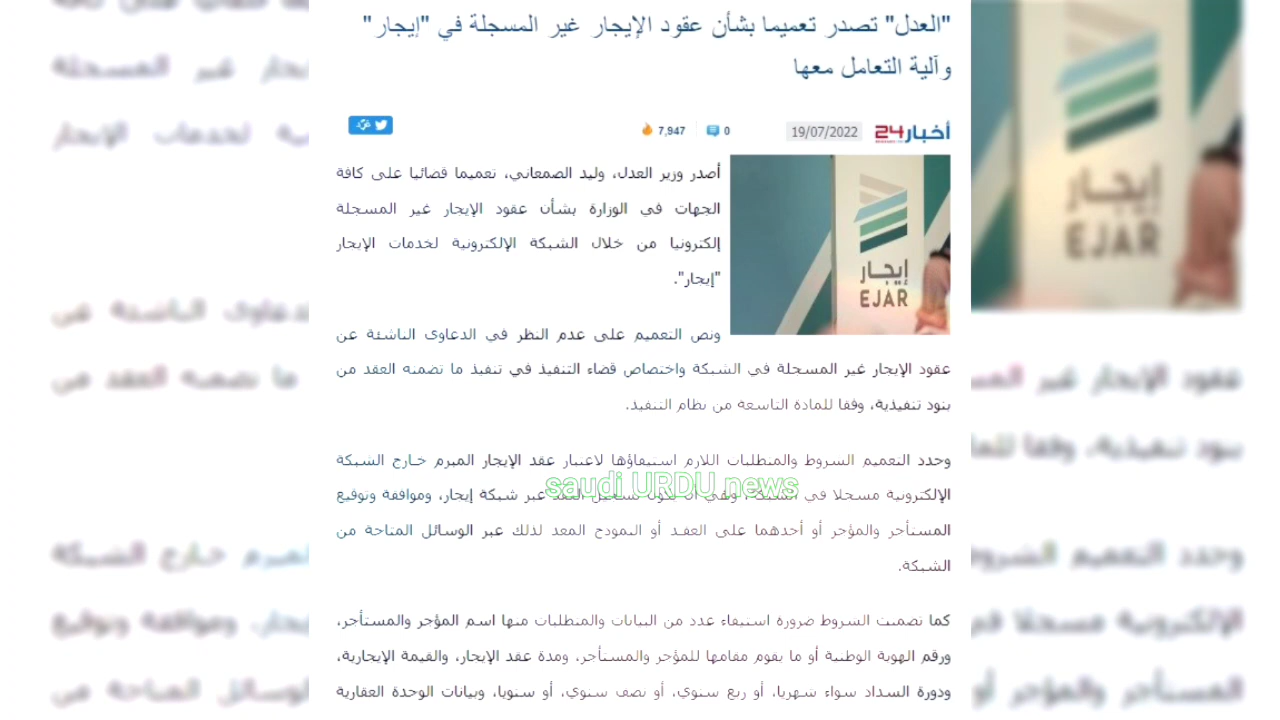 "العدل" تصدر تعميما بشأن عقود الإيجار غير المسجلة في "إيجار"
وآلية التعامل معها
أخبار24
19/07/2022
0
7,947
إيجار
EJAR
أصدر وزير العدل، وليد الصمعاني، تعميما قضائيا على كافة
الجهات في الوزارة بشأن عقود الإيجار غير المسجلة
إلكترونيا من خلال الشبكة الإلكترونية لخدمات الإيجار
"إيجار".
ونص التعميم على عدم النظر في الدعاوى الناشئة عن
عقود الإيجار غير المسجلة في الشبكة واختصاص قضاء التنفيذ في تنفيذ ما تضمنه العقد من
بنود تنفيذية، وفقا للمادة التاسعة من نظام التنفيذ.
وحدد التعميم الشروط والمتطلبات اللازم استيفاؤها لاعتبار عقد الإيجار المبرم خارج الشبكة
saudi URDU news
الإلكترونية مسجلا في عبر شبكة إيجار، وموافقة وتوقيع
المستأجر والمؤجر أو أحدهما على العقد أو النموذج المعد لذلك عبر الوسائل المتاحة من
الشبكة.
كما تضمنت الشروط ضرورة استيفاء عدد من البيانات والمتطلبات منها اسم المؤجر والمستأجر،
ورقم الهوية الوطنية أو ما يقوم مقامها للمؤجر والمستأجر، ومدة عقد الإيجار، والقيمة الإيجارية،
ودورة السداد سواء شهريا، أو ربع سنوي، أو نصف سنوي، أو سنويا، وبيانات الوحدة العقارية